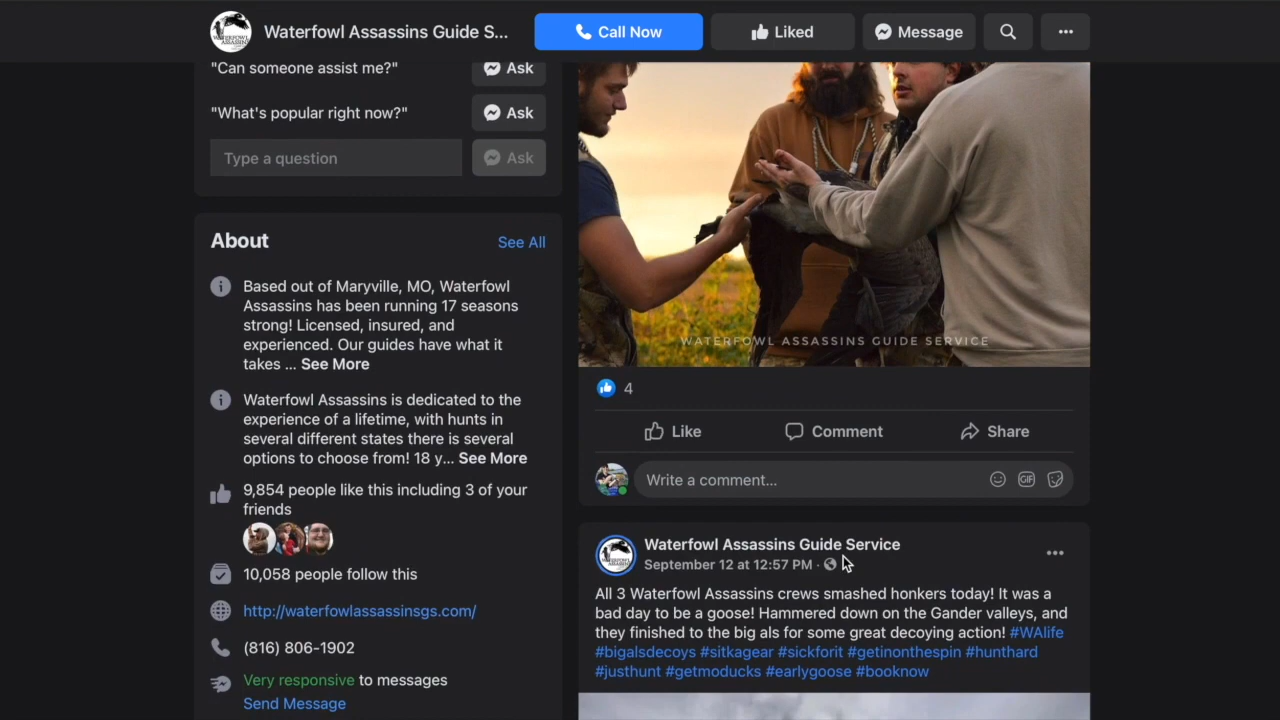 Waterfowl Assassins Guide S...
Call Now
Liked
Message
"Can someone assist me?"
Ask
"What's popular right now?"
Ask
Type a question
Ask
About
See All
Based out of Maryville, MO, Waterfowl
Assassins has been running 17 seasons
strong! Licensed, insured, and
experienced. Our guides have what it
takes ... See More
Waterfowl Assassins is dedicated to the
experience of a lifetime, with hunts in
several different states there is several
options to choose from! 18 y... See More
9,854 people like this including 3 of your
friends
10,058 people follow this
http://waterfowlassassinsgs.com/
(816) 806-1902
Very responsive to messages
Send Message
WATERFOWL ASSASSINS GUIDE SERVICE
4
Like
Comment
Share
Write a comment...
GIF
Waterfowl Assassins Guide Service
September 12 at 12:57 PM ·
All 3 Waterfowl Assassins crews smashed honkers today! It was a
bad day to be a goose! Hammered down on the Gander valleys, and
they finished to the big als for some great decoying action! #WAlife
#bigalsdecoys #sitkagear #sickforit #getinonthespin #hunthard
#justhunt #getmoducks #earlygoose #booknow